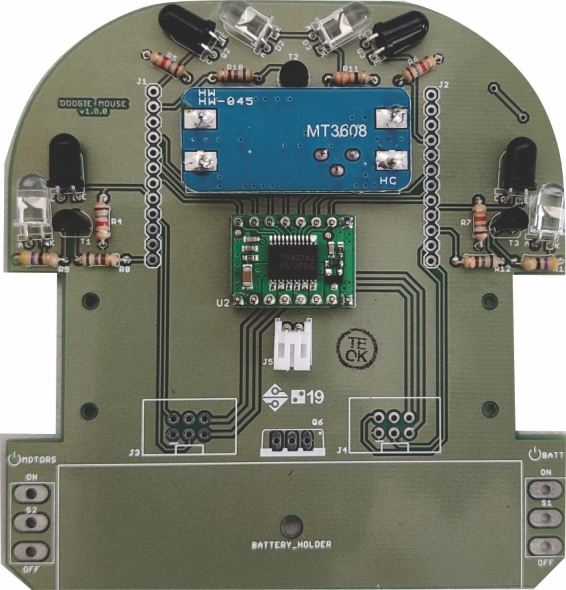 T2
R5
R10
R11
J1
J2
DOOGIE MOUSE
v1.0.0
HW
HW-045
MT3608
HC
R4
T1
R9
R8
R7
T3
R12
U2
J5
TE
OK
19
J3
Q6
J4
MOTORS
ON
S2
OFF
BATT
ON
S1
OFF
BATTERY_HOLDER